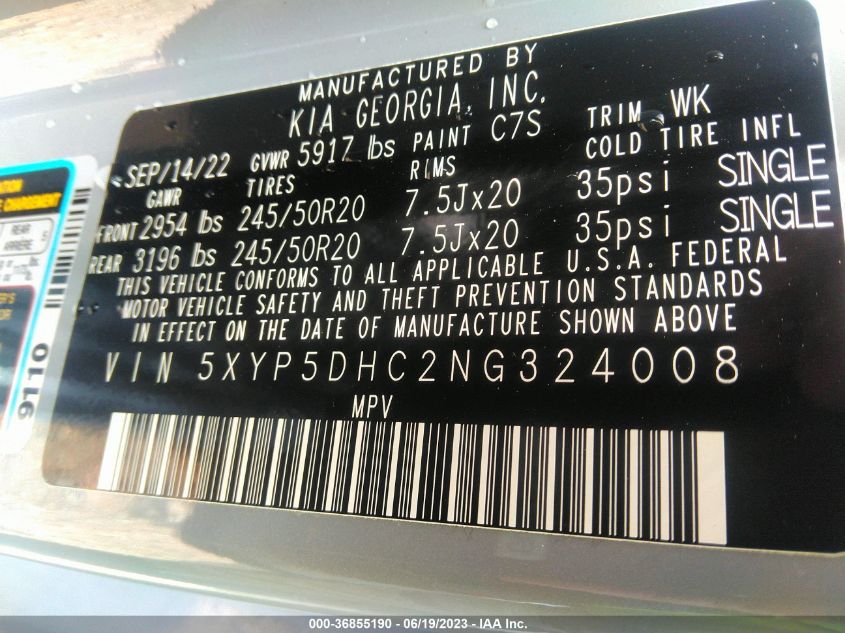 MANUFACTURED BY
KIA GEORGIA, INC.
SEP/14/22 GVWR 5917 lbs PAINT C7S TRIM WK
GAWR TIRES RIMS COLD TIRE INFL
FRONT 2954 lbs 245/50R20 7.5Jx20 35psi SINGLE
REAR 3196 lbs 245/50R20 7.5Jx20 35psi SINGLE
THIS VEHICLE CONFORMS TO ALL APPLICABLE U.S.A. FEDERAL
MOTOR VEHICLE SAFETY AND THEFT PREVENTION STANDARDS
IN EFFECT ON THE DATE OF MANUFACTURE SHOWN ABOVE
VIN 5XYP5DHC2NG324008
MPV
REAR
ARRIERE
9110
000-36855190 - 06/19/2023 - IAA Inc.